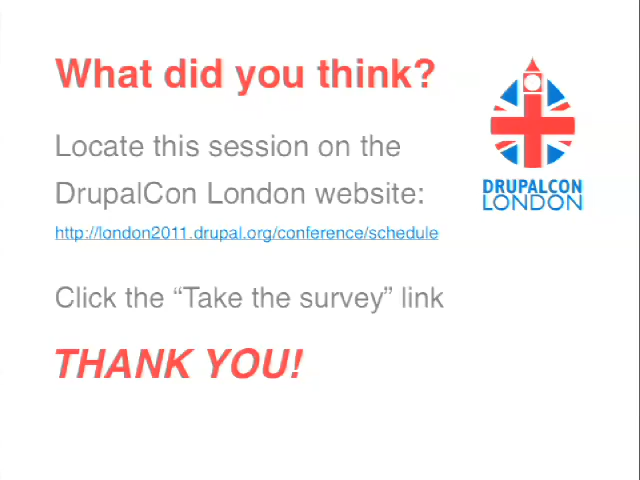 What did you think?
Locate this session on the
DrupalCon London website:
http://london2011.drupal.org/conference/schedule
Click the “Take the survey” link
THANK YOU!
DRUPALCON
LONDON